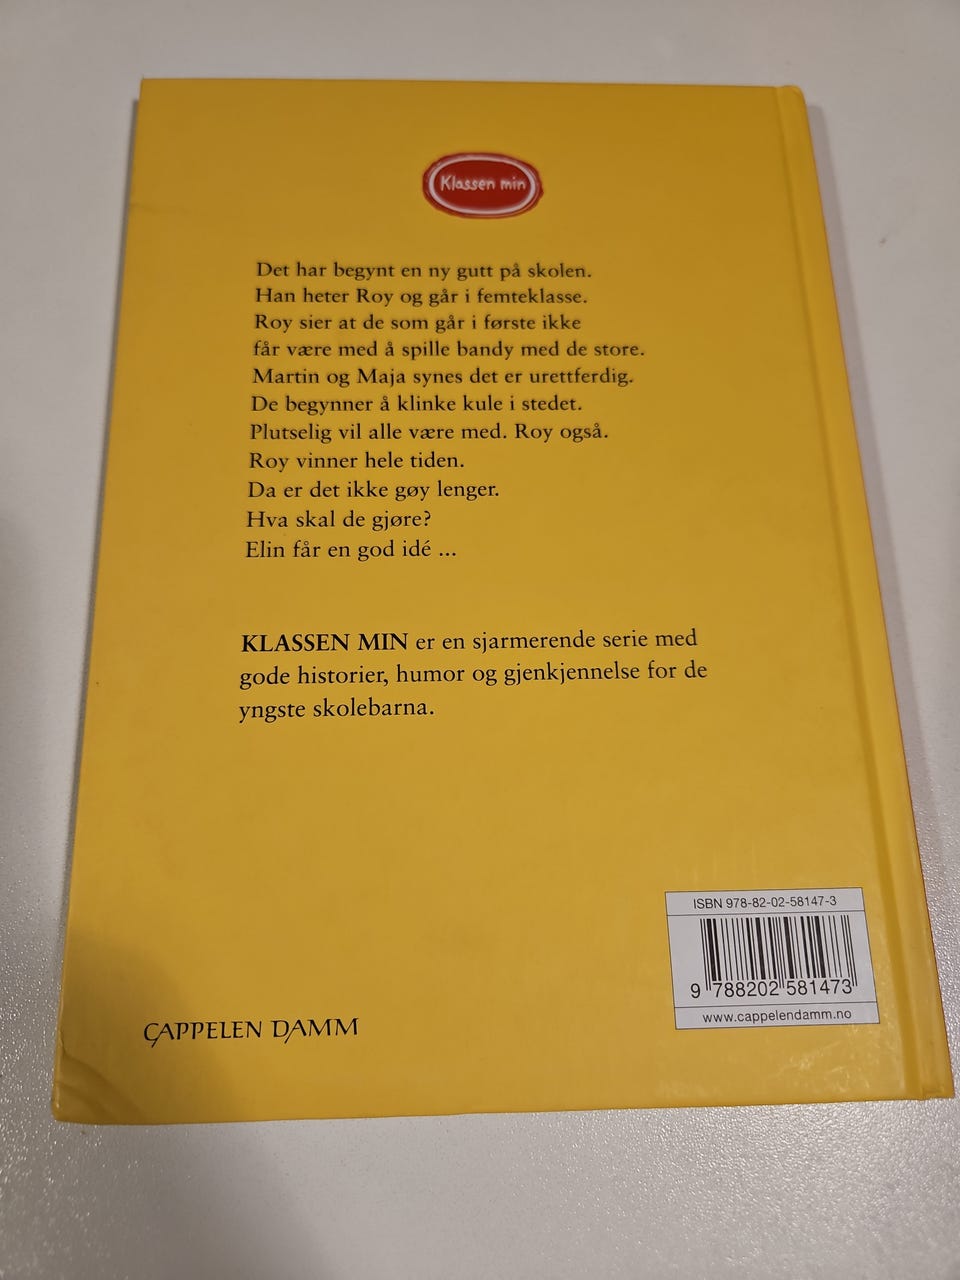 Klassen min
Det har begynt en ny gutt på skolen.
Han heter Roy og går i femteklasse.
Roy sier at de som går i første ikke
får være med å spille bandy med de store.
Martin og Maja synes det er urettferdig.
De begynner å klinke kule i stedet.
Plutselig vil alle være med. Roy også.
Roy vinner hele tiden.
Da er det ikke gøy lenger.
Hva skal de gjøre?
Elin får en god idé ...
KLASSEN MIN er en sjarmerende serie med
gode historier, humor og gjenkjennelse for de
yngste skolebarna.
ISBN 978-82-02-58147-3
9 788202 581473
www.cappelendamm.no
CAPPELEN DAMM